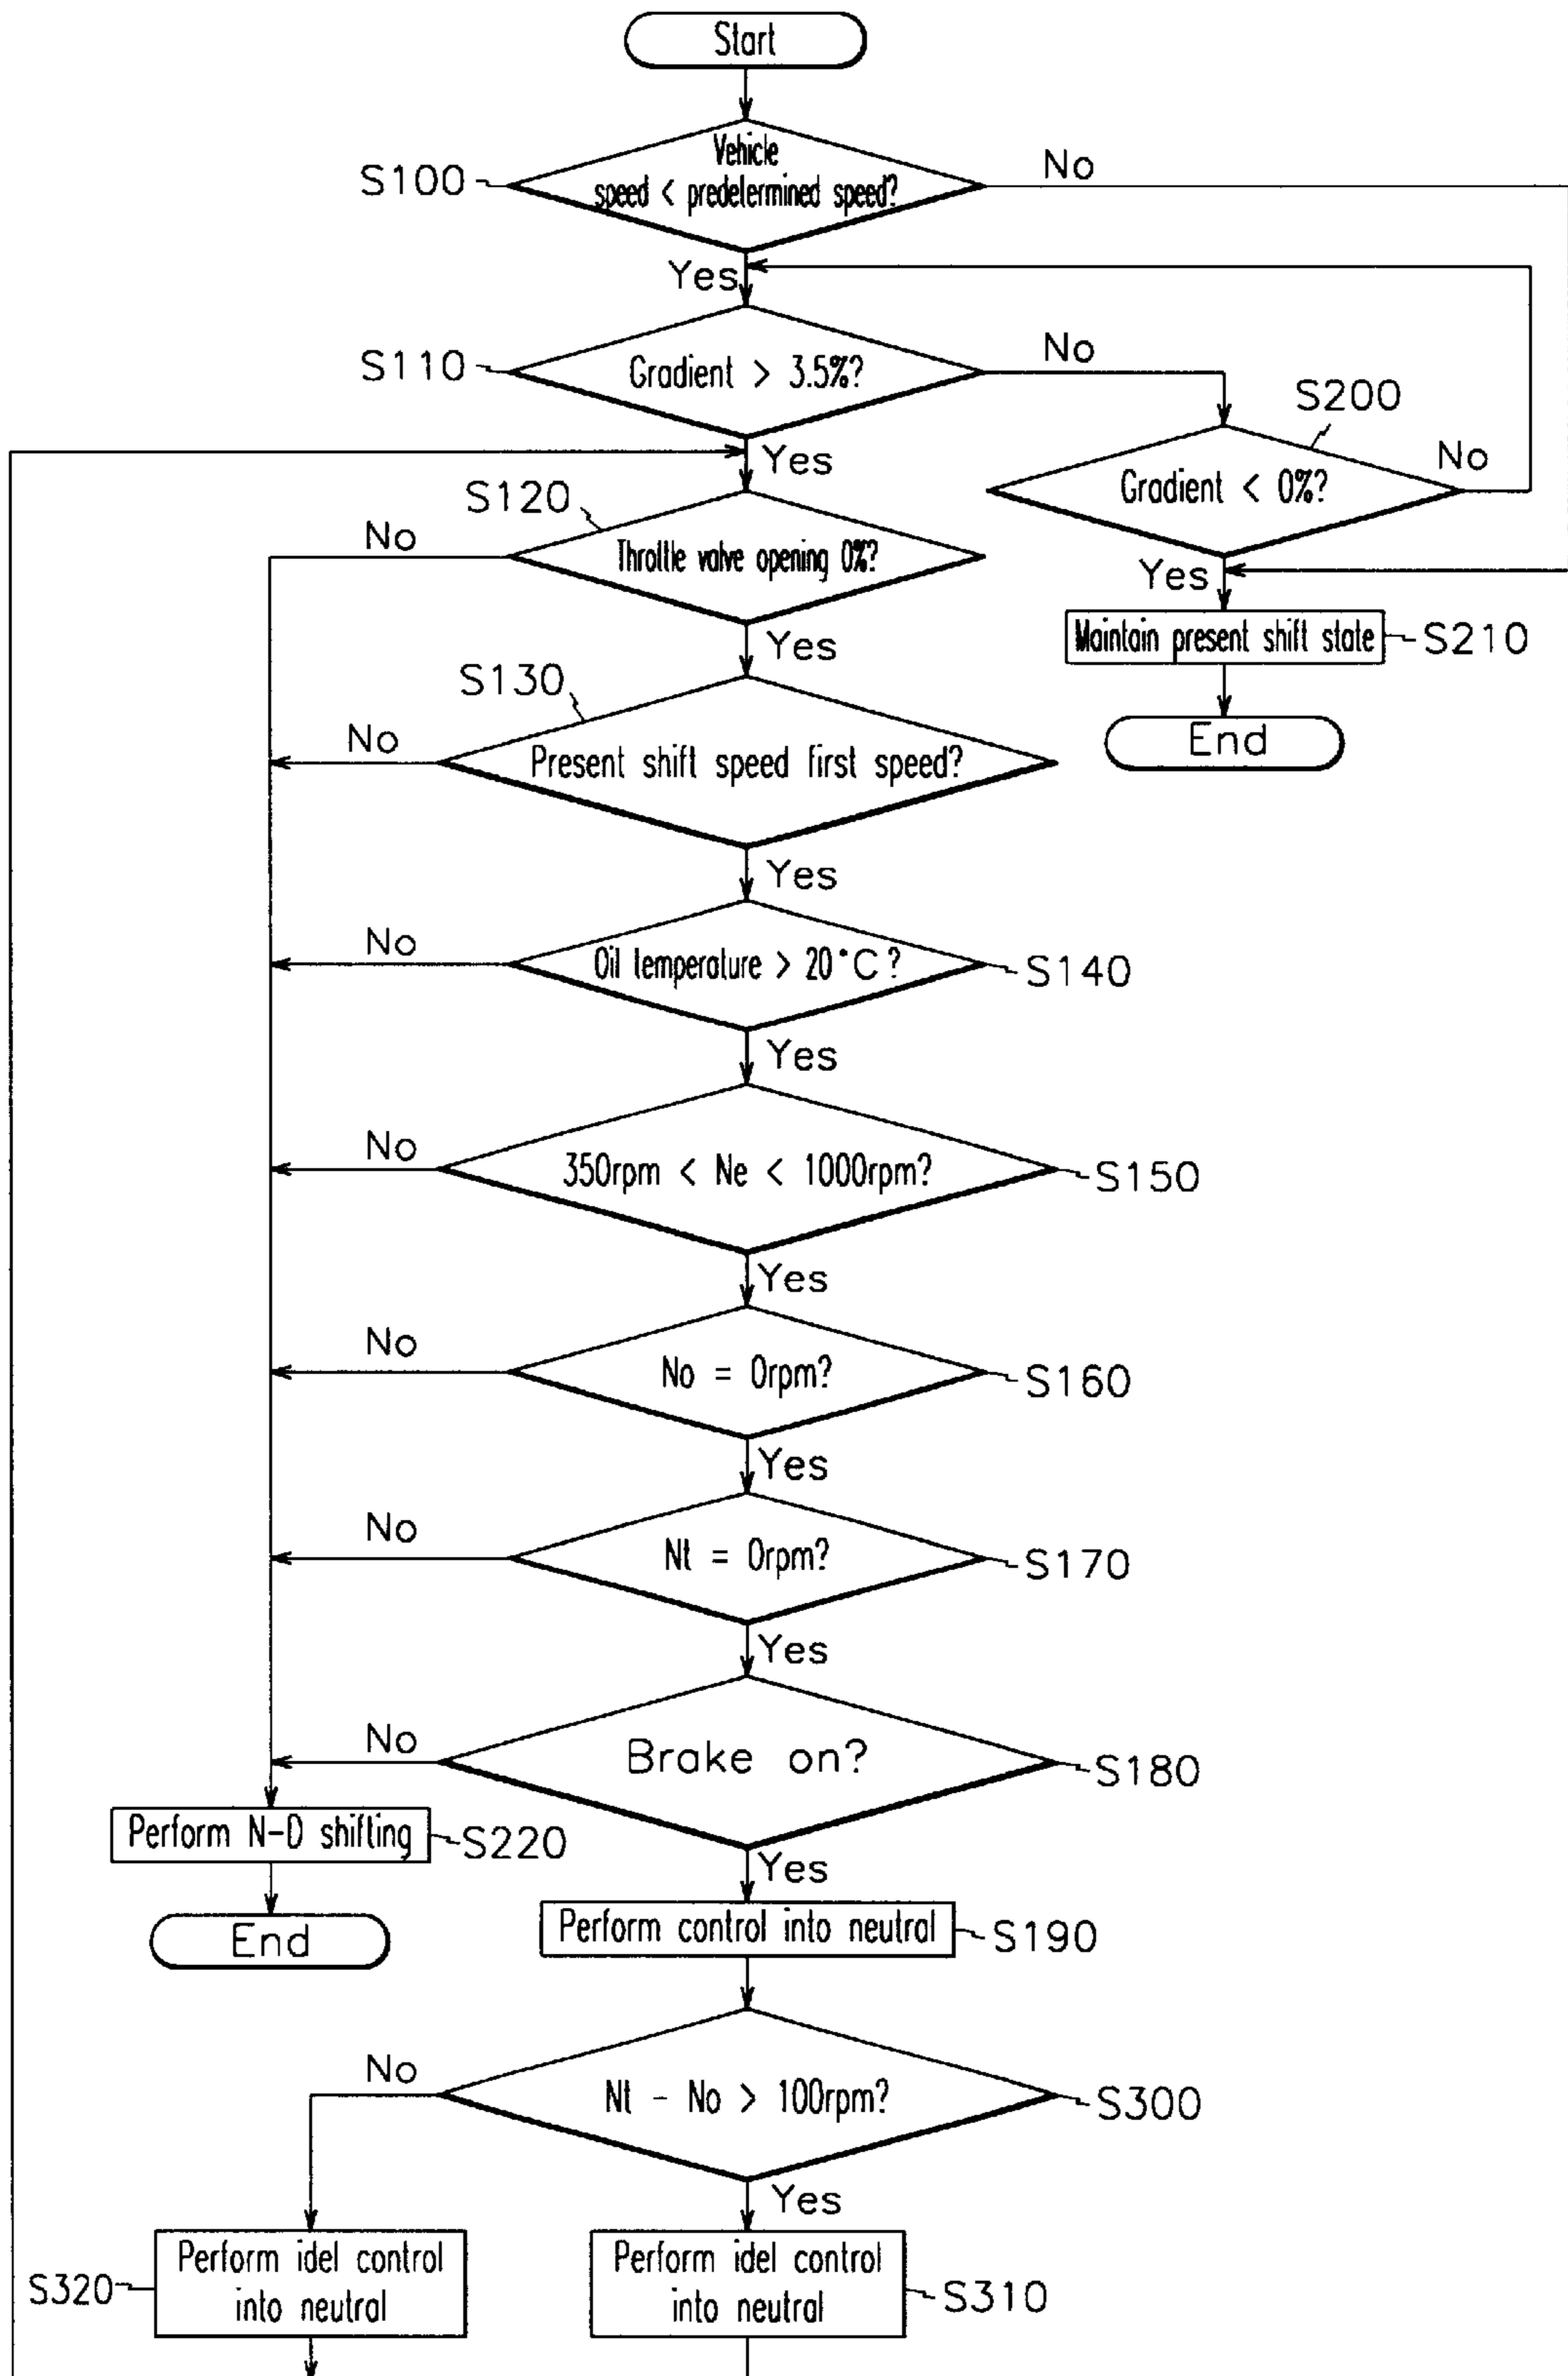 Start
Vehicle
speed < predetermined speed?
S100
No
Yes
Gradient > 3.5%?
S110
No
S200
Yes
Gradient < 0%?
No
S120
No
Throttle valve opening 0%?
Yes
Maintain present shift state
S210
Yes
S130
No
Present shift speed first speed?
End
Yes
No
Oil temperature > 20°C?
S140
Yes
No
350rpm < Ne < 1000rpm?
S150
Yes
No
No = 0rpm?
S160
Yes
No
Nt = 0rpm?
S170
Yes
No
Brake on?
S180
Perform N-D shifting
S220
Yes
End
Perform control into neutral
S190
No
Nt - No > 100rpm?
S300
Yes
S320
Perform idel control
into neutral
Perform idel control
into neutral
S310